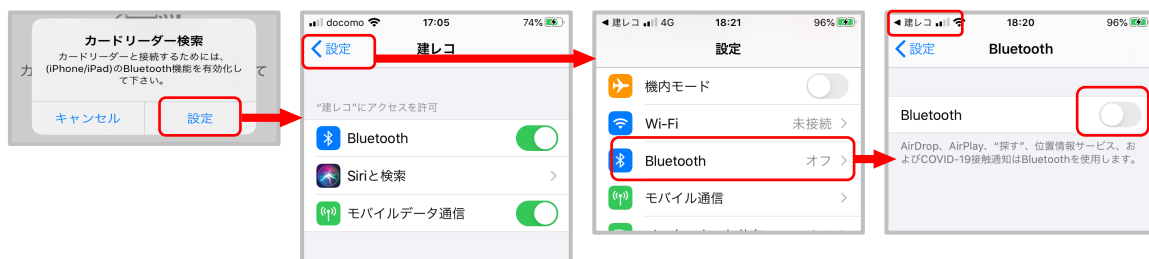 カードリーダー検索
カードリーダーと接続するためには、
(iPhone/iPad)のBluetooth機能を有効化し
て下さい。
カ
て
キャンセル
設定
docomo
17:05
74%
設定
建レコ
"建レコ"にアクセスを許可
Bluetooth
Siriと検索
モバイルデータ通信
◀建レコ 4G
18:21
96%
設定
機内モード
Wi-Fi
未接続
Bluetooth
オフ
モバイル通信
◀建レコ
18:20
96%
設定
Bluetooth
Bluetooth
AirDrop、AirPlay、"探す"、位置情報サービス、お
よびCOVID-19接触通知はBluetoothを使用します。